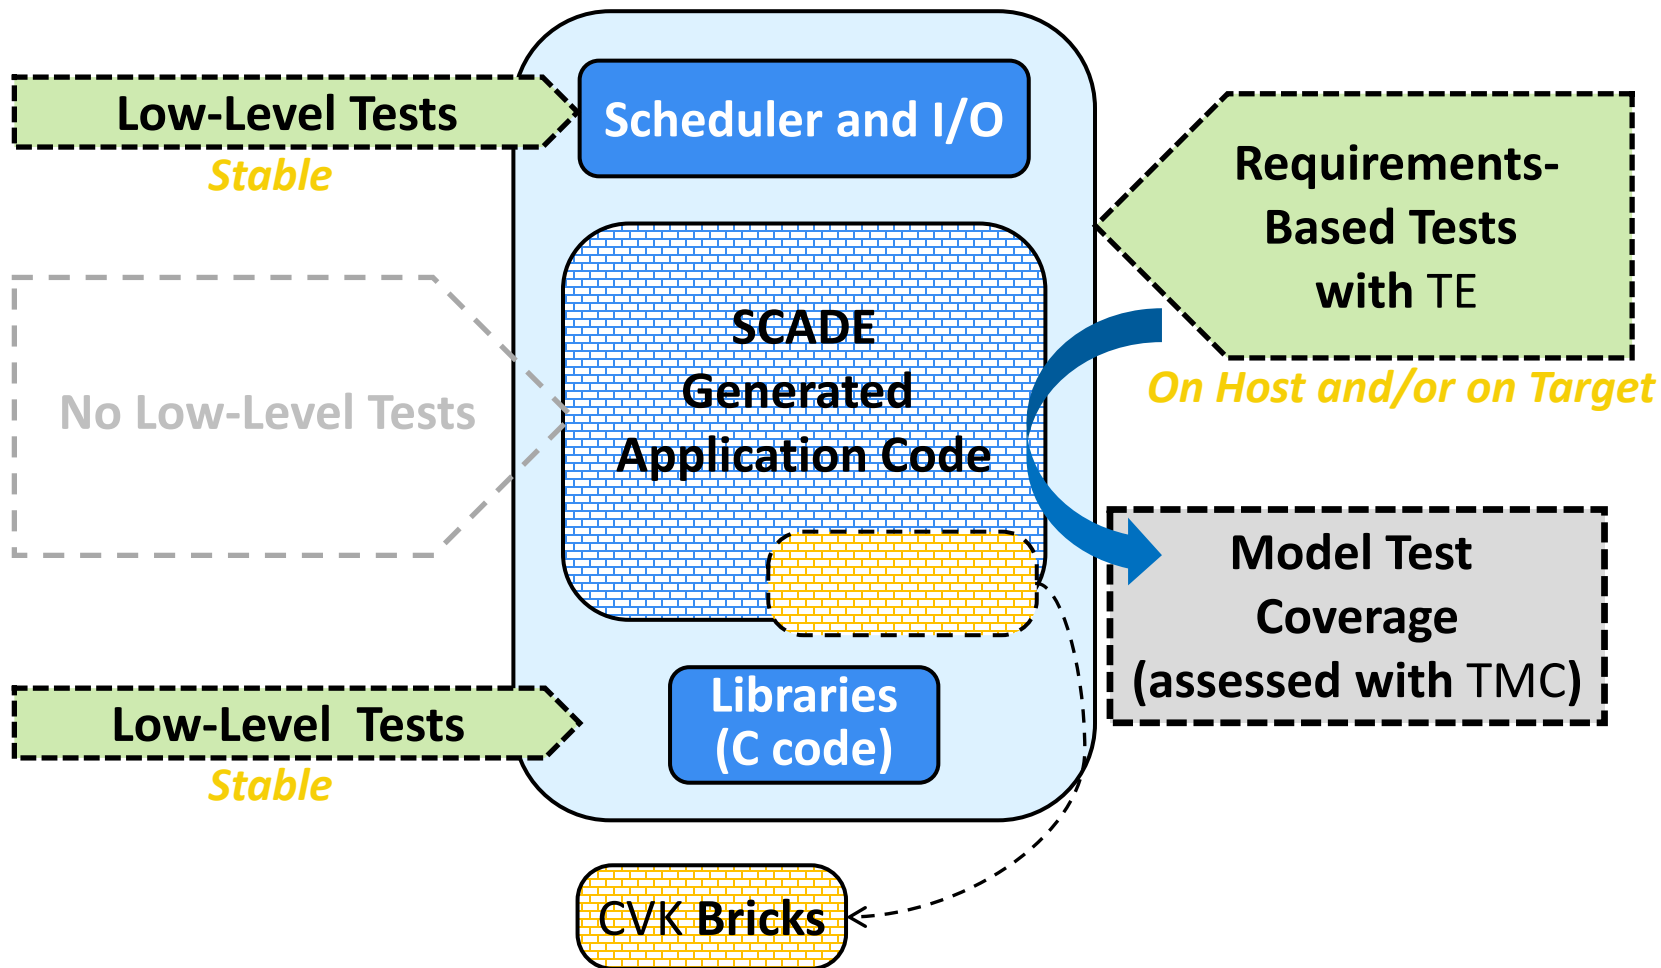 Low-Level Tests
Stable
Scheduler and I/O
Requirements-
Based Tests
with TE
On Host and/or on Target
No Low-Level Tests
SCADE
Generated
Application Code
Model Test
Coverage
(assessed with TMC)
Low-Level  Tests
Stable
Libraries
(C code)
CVK Bricks